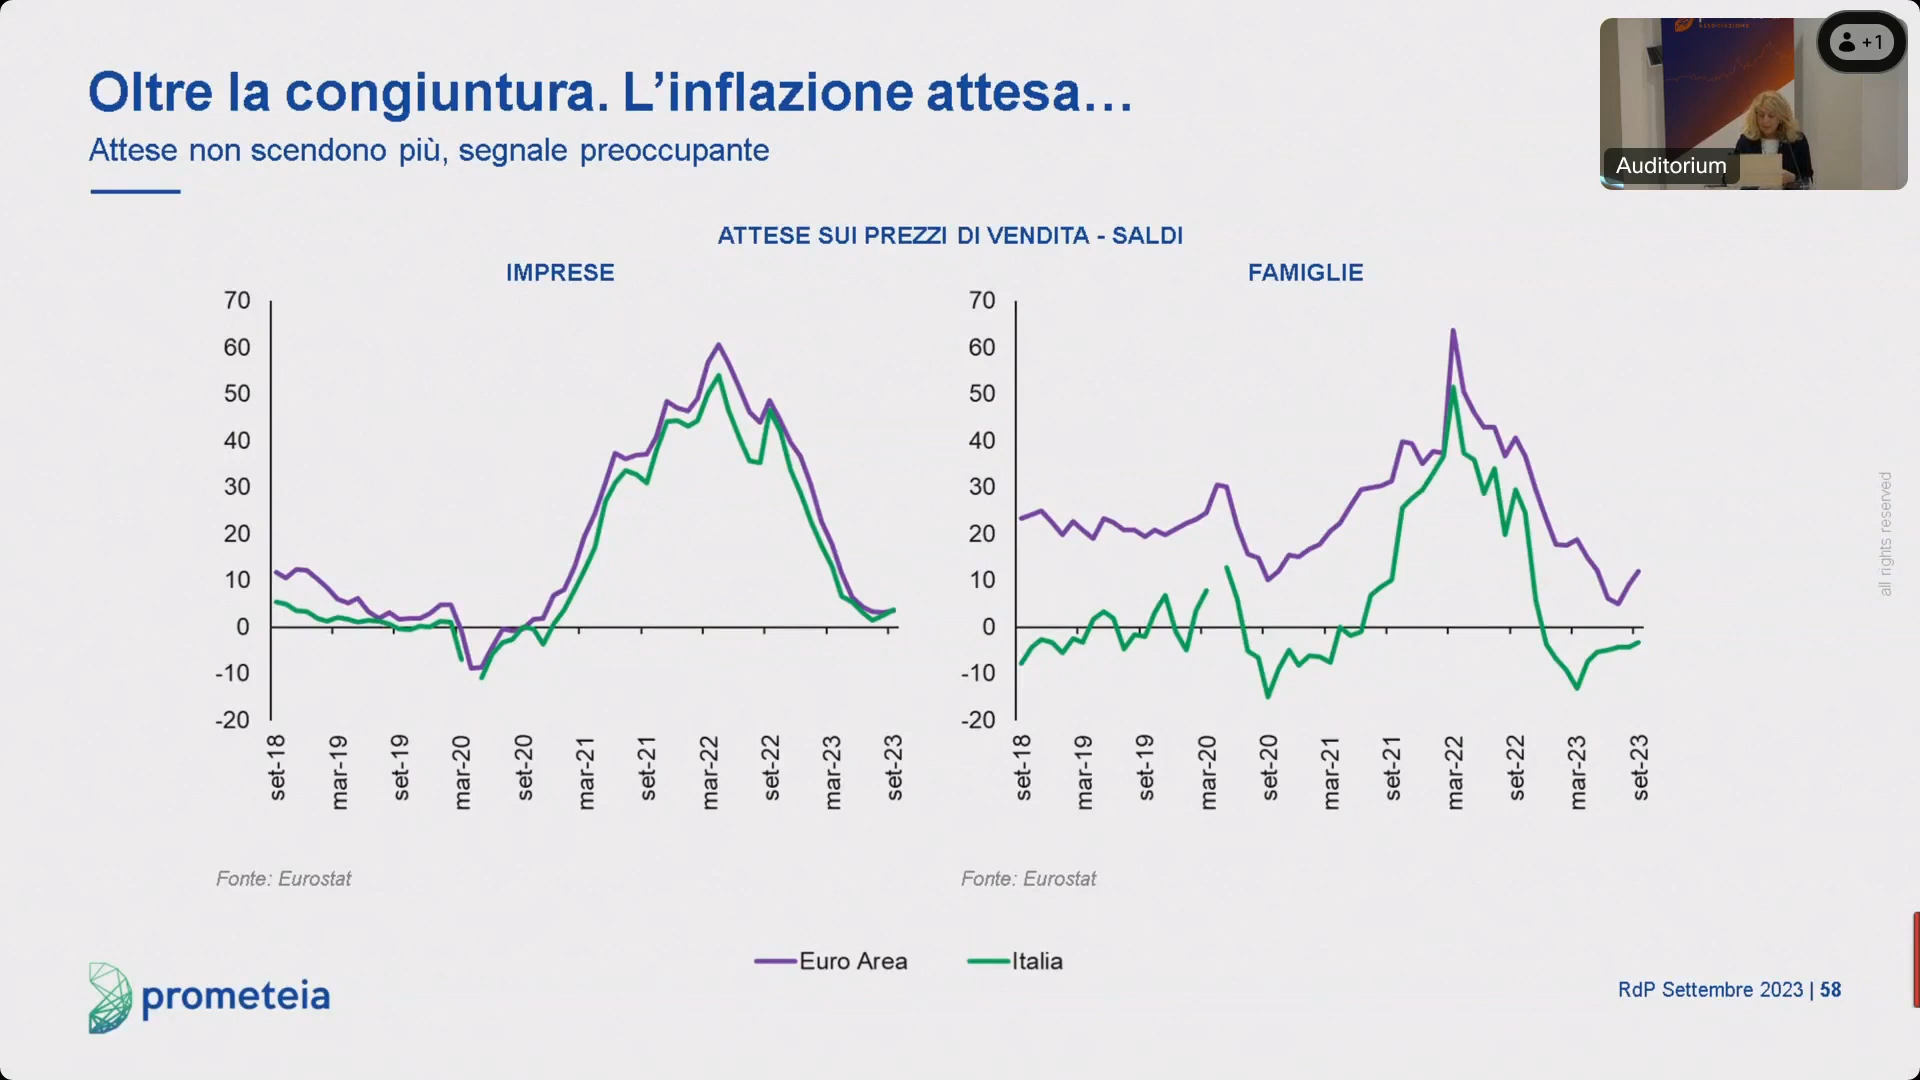 Oltre la congiuntura. L’inflazione attesa…
Attese non scendono più, segnale preoccupante
+1
Auditorium
ATTESE SUI PREZZI DI VENDITA - SALDI
IMPRESE
70
60
50
40
30
20
10
0
-10
-20
set-18
mar-19
set-19
mar-20
set-20
mar-21
set-21
mar-22
set-22
mar-23
set-23
Fonte: Eurostat
FAMIGLIE
70
60
50
40
30
20
10
0
-10
-20
set-18
mar-19
set-19
mar-20
set-20
mar-21
set-21
mar-22
set-22
mar-23
set-23
Fonte: Eurostat
all rights reserved
Euro Area
Italia
prometeia
RdP Settembre 2023 | 58